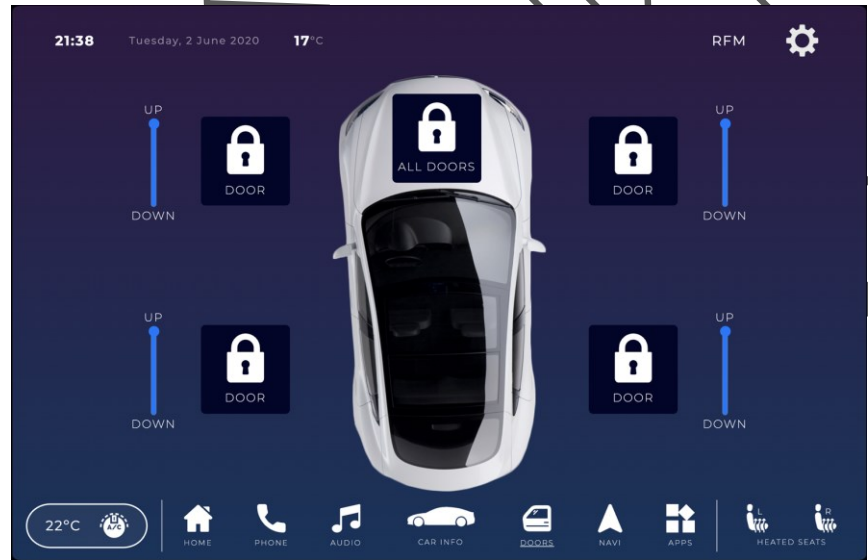 21:38 Tuesday, 2 June 2020 17°C RFM
UP UP
ALL DOORS
DOOR DOOR
DOWN DOWN
UP UP
DOOR DOOR
DOWN DOWN
22°C A/C L R
HOME PHONE AUDIO CAR INFO DOORS NAVI APPS HEATED SEATS